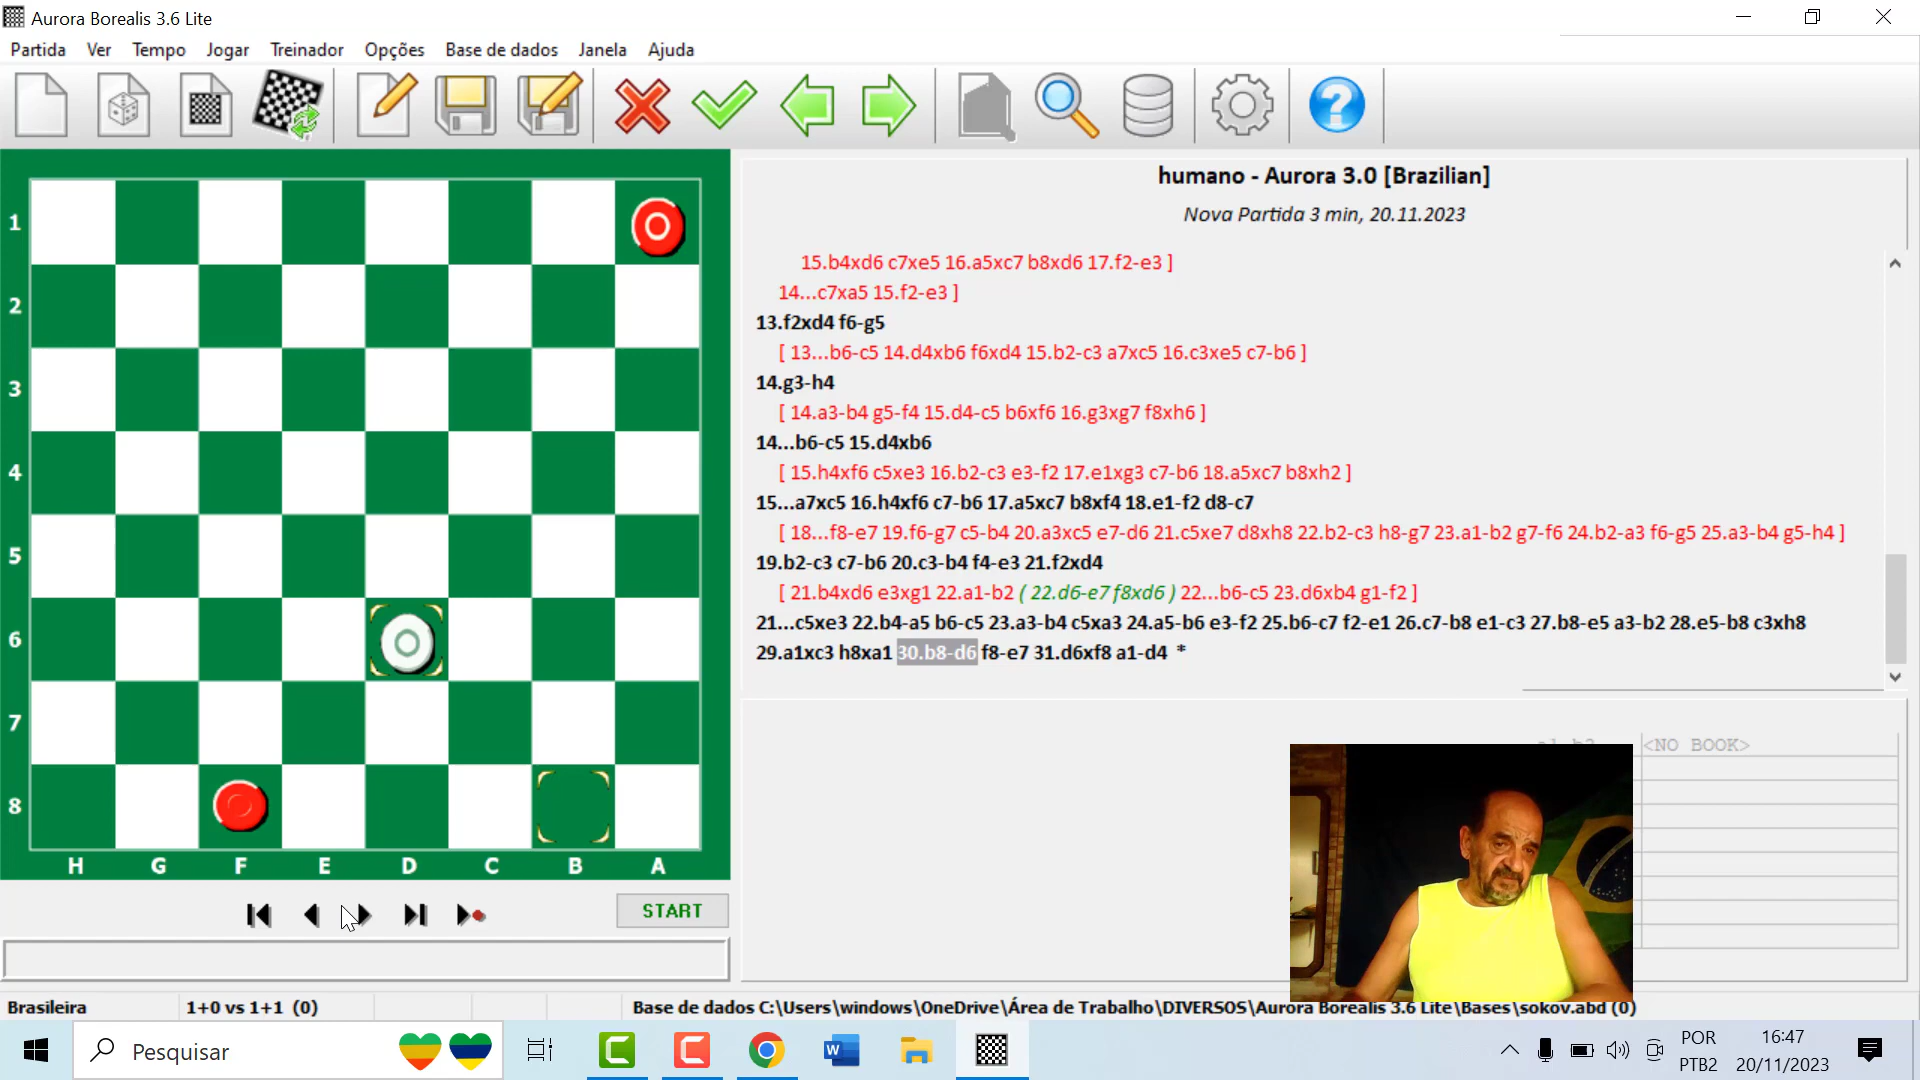 Aurora Borealis 3.6 Lite
Partida Ver Tempo Jogar Treinador Opções Base de dados Janela Ajuda
humano - Aurora 3.0 [Brazilian]
Nova Partida 3 min, 20.11.2023
15.b4xd6 c7xe5 16.a5xc7 b8xd6 17.f2-e3 ]
14...c7xa5 15.f2-e3 ]
13.f2xd4 f6-g5
[ 13...b6-c5 14.d4xb6 f6xd4 15.b2-c3 a7xc5 16.c3xe5 c7-b6 ]
14.g3-h4
[ 14.a3-b4 g5-f4 15.d4-c5 b6xf6 16.g3xg7 f8xh6 ]
14...b6-c5 15.d4xb6
[ 15.h4xf6 c5xe3 16.b2-c3 e3-f2 17.e1xg3 c7-b6 18.a5xc7 b8xh2 ]
15...a7xc5 16.h4xf6 c7-b6 17.a5xc7 b8xf4 18.e1-f2 d8-c7
[ 18...f8-e7 19.f6-g7 c5-b4 20.a3xc5 e7-d6 21.c5xe7 d8xh8 22.b2-c3 h8-g7 23.a1-b2 g7-f6 24.b2-a3 f6-g5 25.a3-b4 g5-h4 ]
19.b2-c3 c7-b6 20.c3-b4 f4-e3 21.f2xd4
[ 21.b4xd6 e3xg1 22.a1-b2 ( 22.d6-e7 f8xd6 ) 22...b6-c5 23.d6xb4 g1-f2 ]
21...c5xe3 22.b4-a5 b6-c5 23.a3-b4 c5xa3 24.a5-b6 e3-f2 25.b6-c7 f2-e1 26.c7-b8 e1-c3 27.b8-e5 a3-b2 28.e5-b8 c3xh8
29.a1xc3 h8xa1 30.b8-d6 f8-e7 31.d6xf8 a1-d4 *
1
2
3
4
5
6
7
8
H G F E D C B A
START
<NO BOOK>
Brasileira
1+0 vs 1+1 (0)
Base de dados C:\Users\windows\OneDrive\Área de Trabalho\DIVERSOS\Aurora Borealis 3.6 Lite\Bases\sokov.abd (0)
Pesquisar
POR
PTB2
16:47
20/11/2023